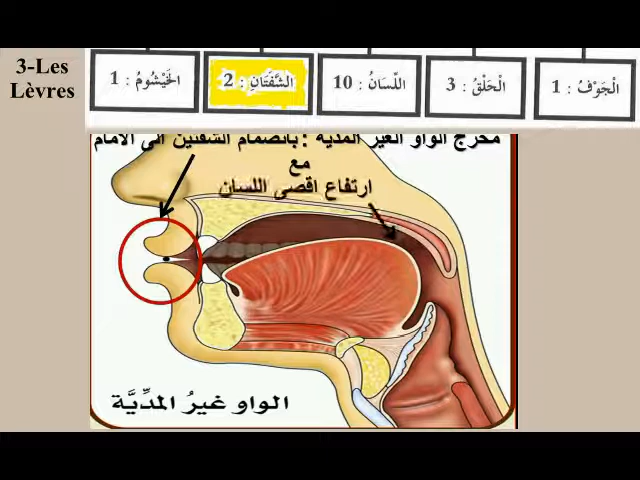 3-Les
Lèvres
الْجَوْفُ : 1
الْحَلْقُ : 3
اللِّسَانُ : 10
الشَّفَتَانِ : 2
الخَيْشُومُ : 1
مخرج الواو الغير المدية : بانضمام الشفتين الى الامام
مع
ارتفاع اقصى اللسان
الواو غيرُ المدِّيَّة